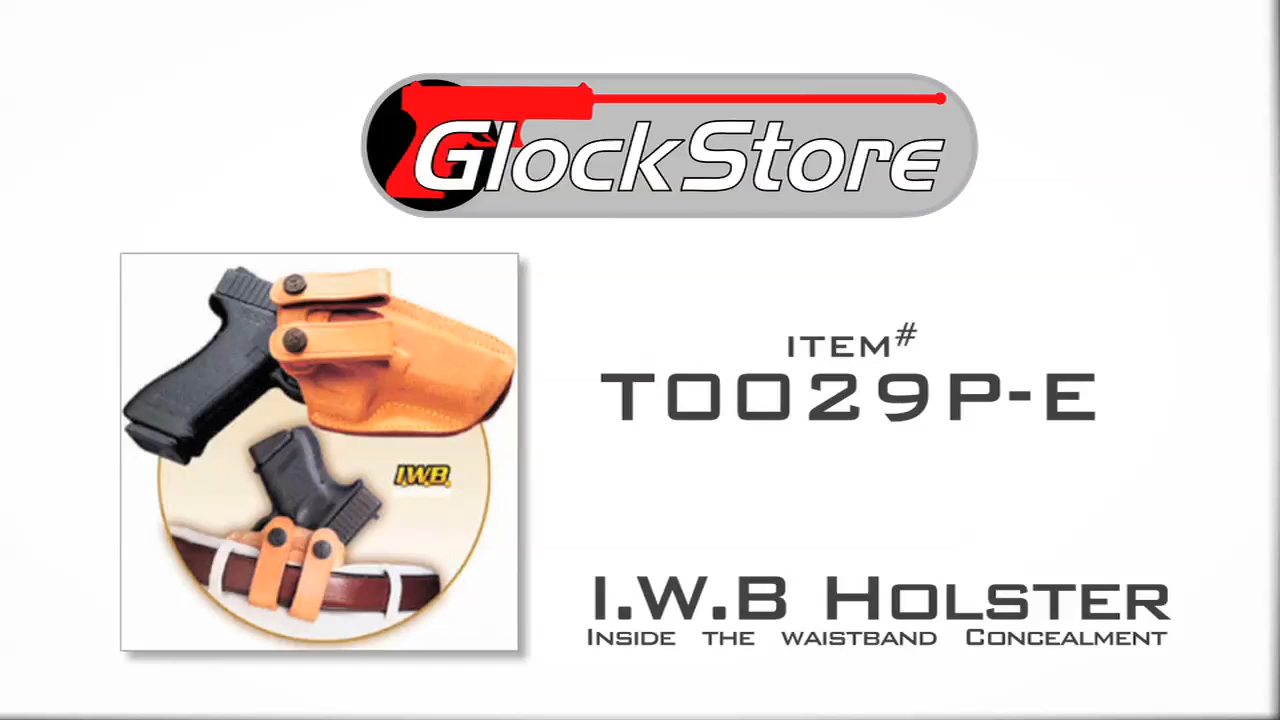 GlockStore
ITEM#
T0029P-E
I.W.B.
I.W.B Holster
Inside the waistband Concealment